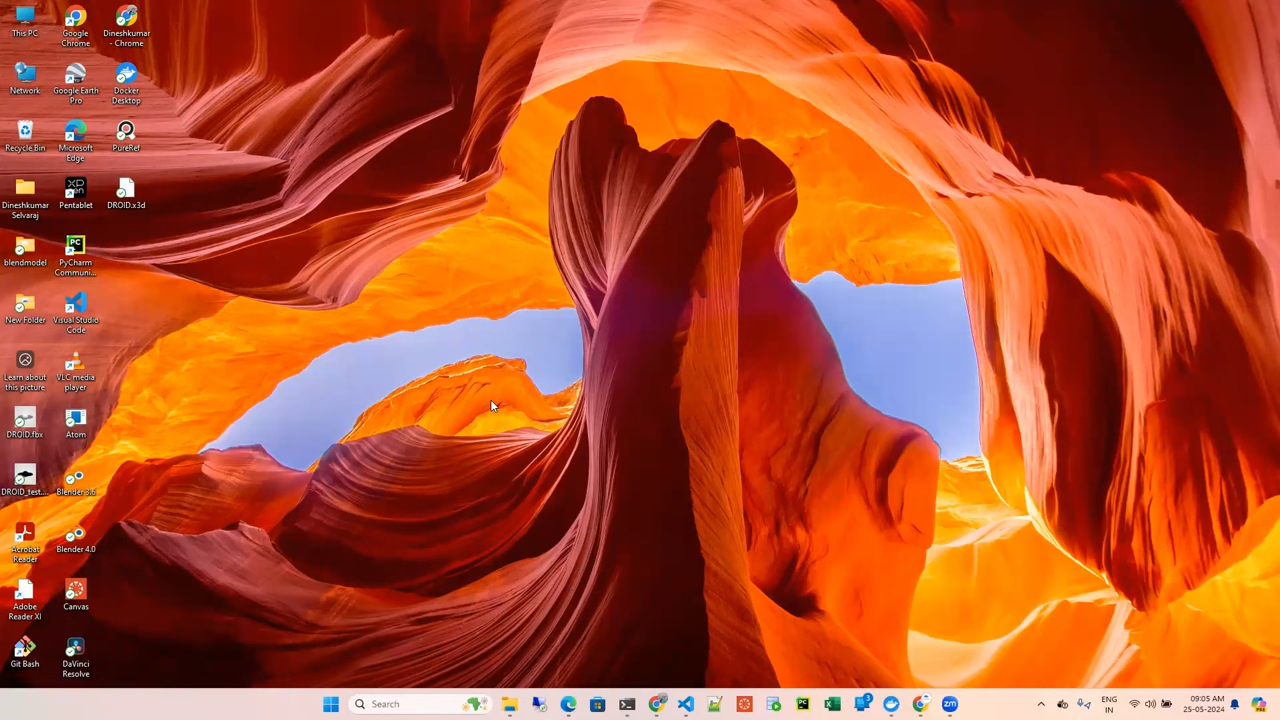 This PC
Google
Chrome
Dineshkumar
- Chrome
Network
Google Earth
Pro
Docker
Desktop
Recycle Bin
Microsoft
Edge
PureRef
Dineshkumar
Selvaraj
Pentablet
DROID.x3d
blendmodel
PyCharm
Communi...
New Folder
Visual Studio
Code
Learn about
this picture
VLC media
player
DROID.fbx
Atom
DROID_test....
Blender 3.6
Acrobat
Reader
Blender 4.0
Adobe
Reader XI
Canvas
Git Bash
DaVinci
Resolve
Search
3
zm
ENG
IN
09:05 AM
25-05-2024